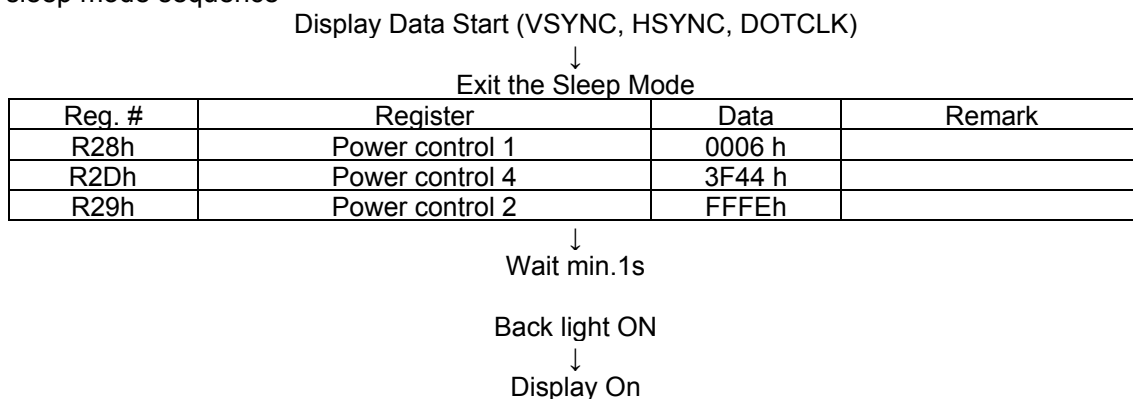 sleep mode sequence
Display Data Start (VSYNC, HSYNC, DOTCLK)
↓
Exit the Sleep Mode
Reg. # Register Data Remark
R28h Power control 1 0006 h
R2Dh Power control 4 3F44 h
R29h Power control 2 FFFEh
↓
Wait min.1s
Back light ON
↓
Display On